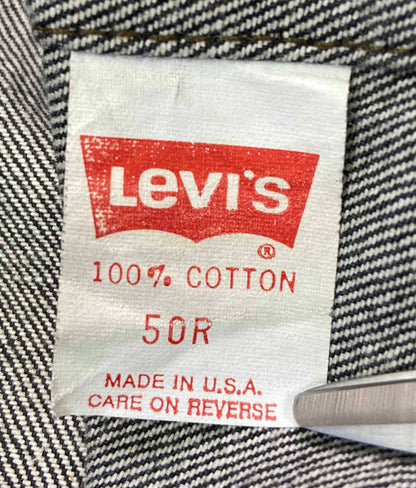 Levi's
®
100% COTTON
50R
MADE IN U.S.A.
CARE ON REVERSE